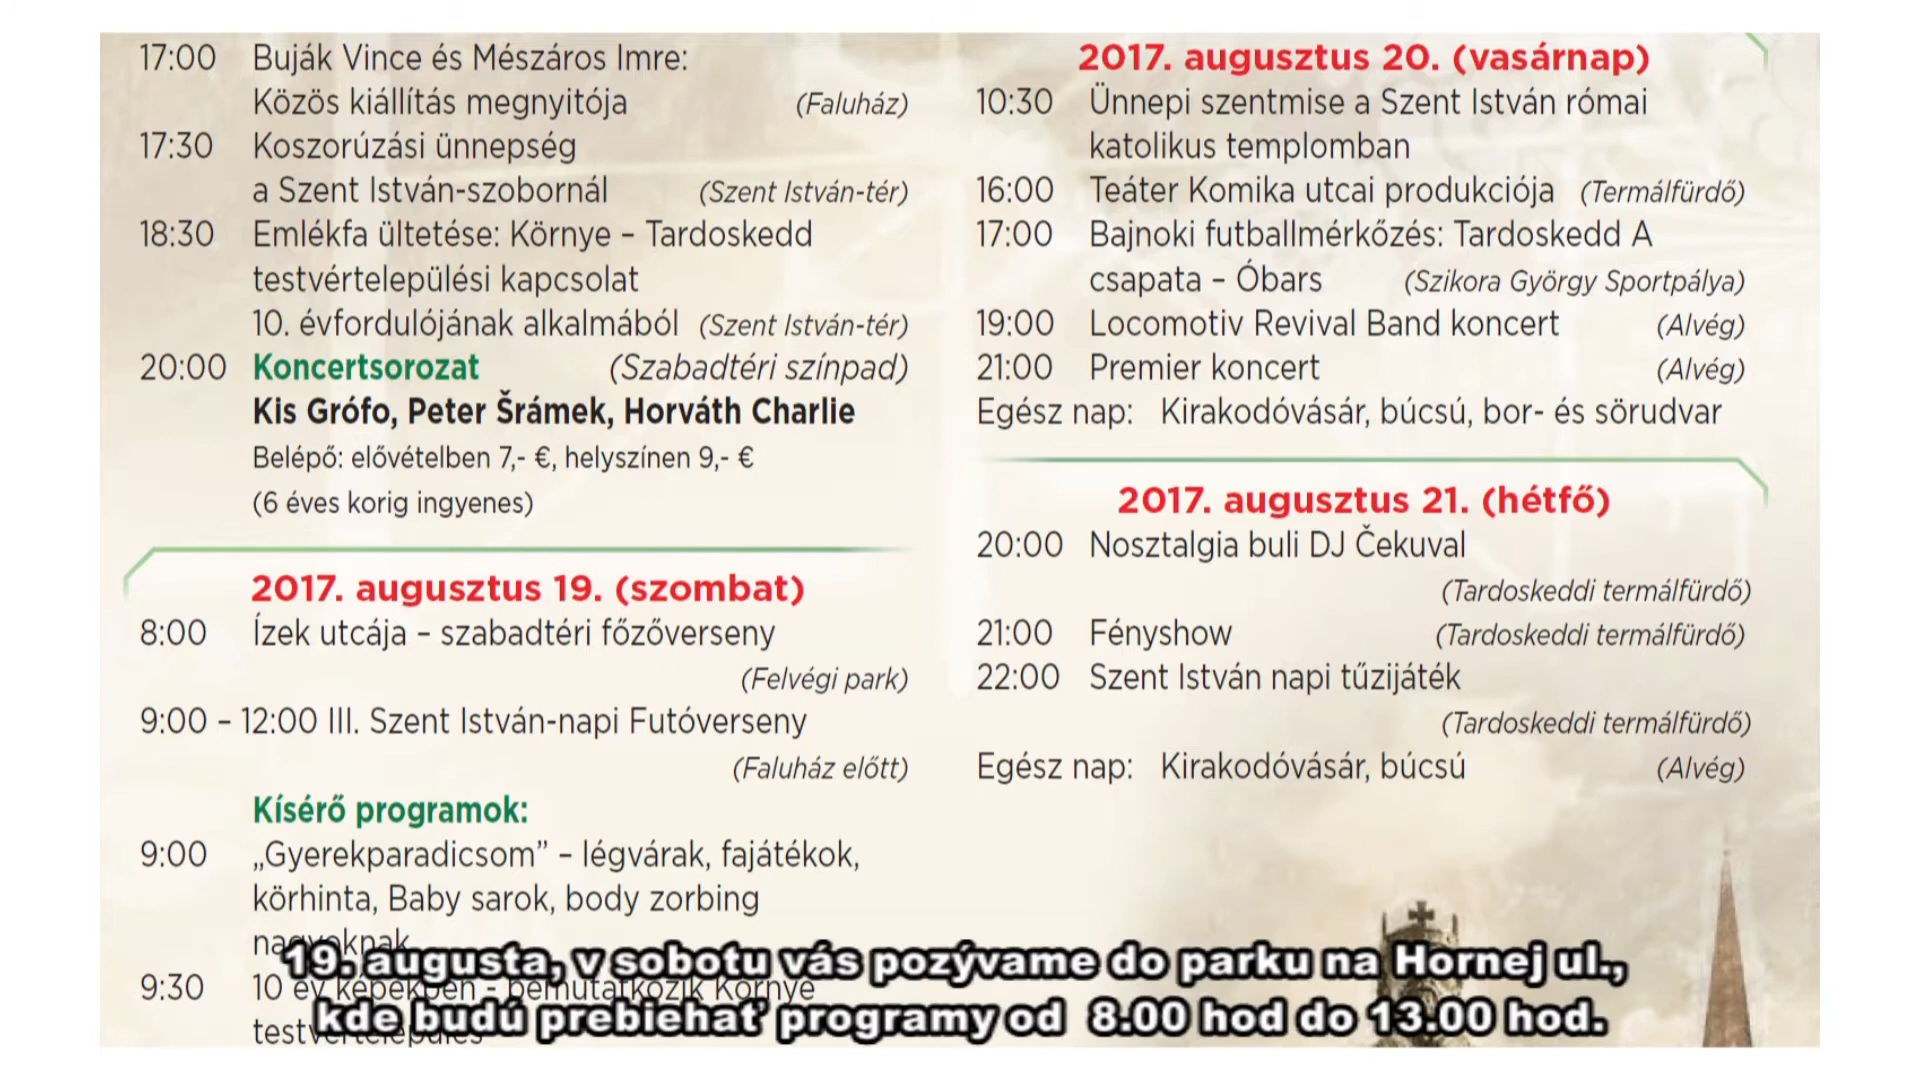 17:00 Buják Vince és Mészáros Imre:
Közös kiállítás megnyitója (Faluház)
17:30 Koszorúzási ünnepség
a Szent István-szobornál (Szent István-tér)
18:30 Emlékfa ültetése: Környe – Tardoskedd
testvértelepülési kapcsolat
10. évfordulójának alkalmából (Szent István-tér)
20:00 Koncertsorozat (Szabadtéri színpad)
Kis Grófo, Peter Šrámek, Horváth Charlie
Belépő: elővételben 7,- €, helyszínen 9,- €
(6 éves korig ingyenes)
2017. augusztus 19. (szombat)
8:00 Ízek utcája – szabadtéri főzőverseny
(Felvégi park)
9:00 – 12:00 III. Szent István-napi Futóverseny
(Faluház előtt)
Kísérő programok:
9:00 „Gyerekparadicsom” – légvárak, fajátékok,
körhinta, Baby sarok, body zorbing
nagyoknak
9:30 10 év képekben - bemutatkozik Környe
testvértelepülés
2017. augusztus 20. (vasárnap)
10:30 Ünnepi szentmise a Szent István római
katolikus templomban
16:00 Teáter Komika utcai produkciója (Termálfürdő)
17:00 Bajnoki futballmérkőzés: Tardoskedd A
csapata – Óbars (Szikora György Sportpálya)
19:00 Locomotiv Revival Band koncert (Alvég)
21:00 Premier koncert (Alvég)
Egész nap: Kirakodóvásár, búcsú, bor- és sörudvar
2017. augusztus 21. (hétfő)
20:00 Nosztalgia buli DJ Čekuval
(Tardoskeddi termálfürdő)
21:00 Fényshow (Tardoskeddi termálfürdő)
22:00 Szent István napi tűzijáték
(Tardoskeddi termálfürdő)
Egész nap: Kirakodóvásár, búcsú (Alvég)
19. augusta, v sobotu vás pozývame do parku na Hornej ul.,
kde budú prebiehať programy od 8.00 hod do 13.00 hod.